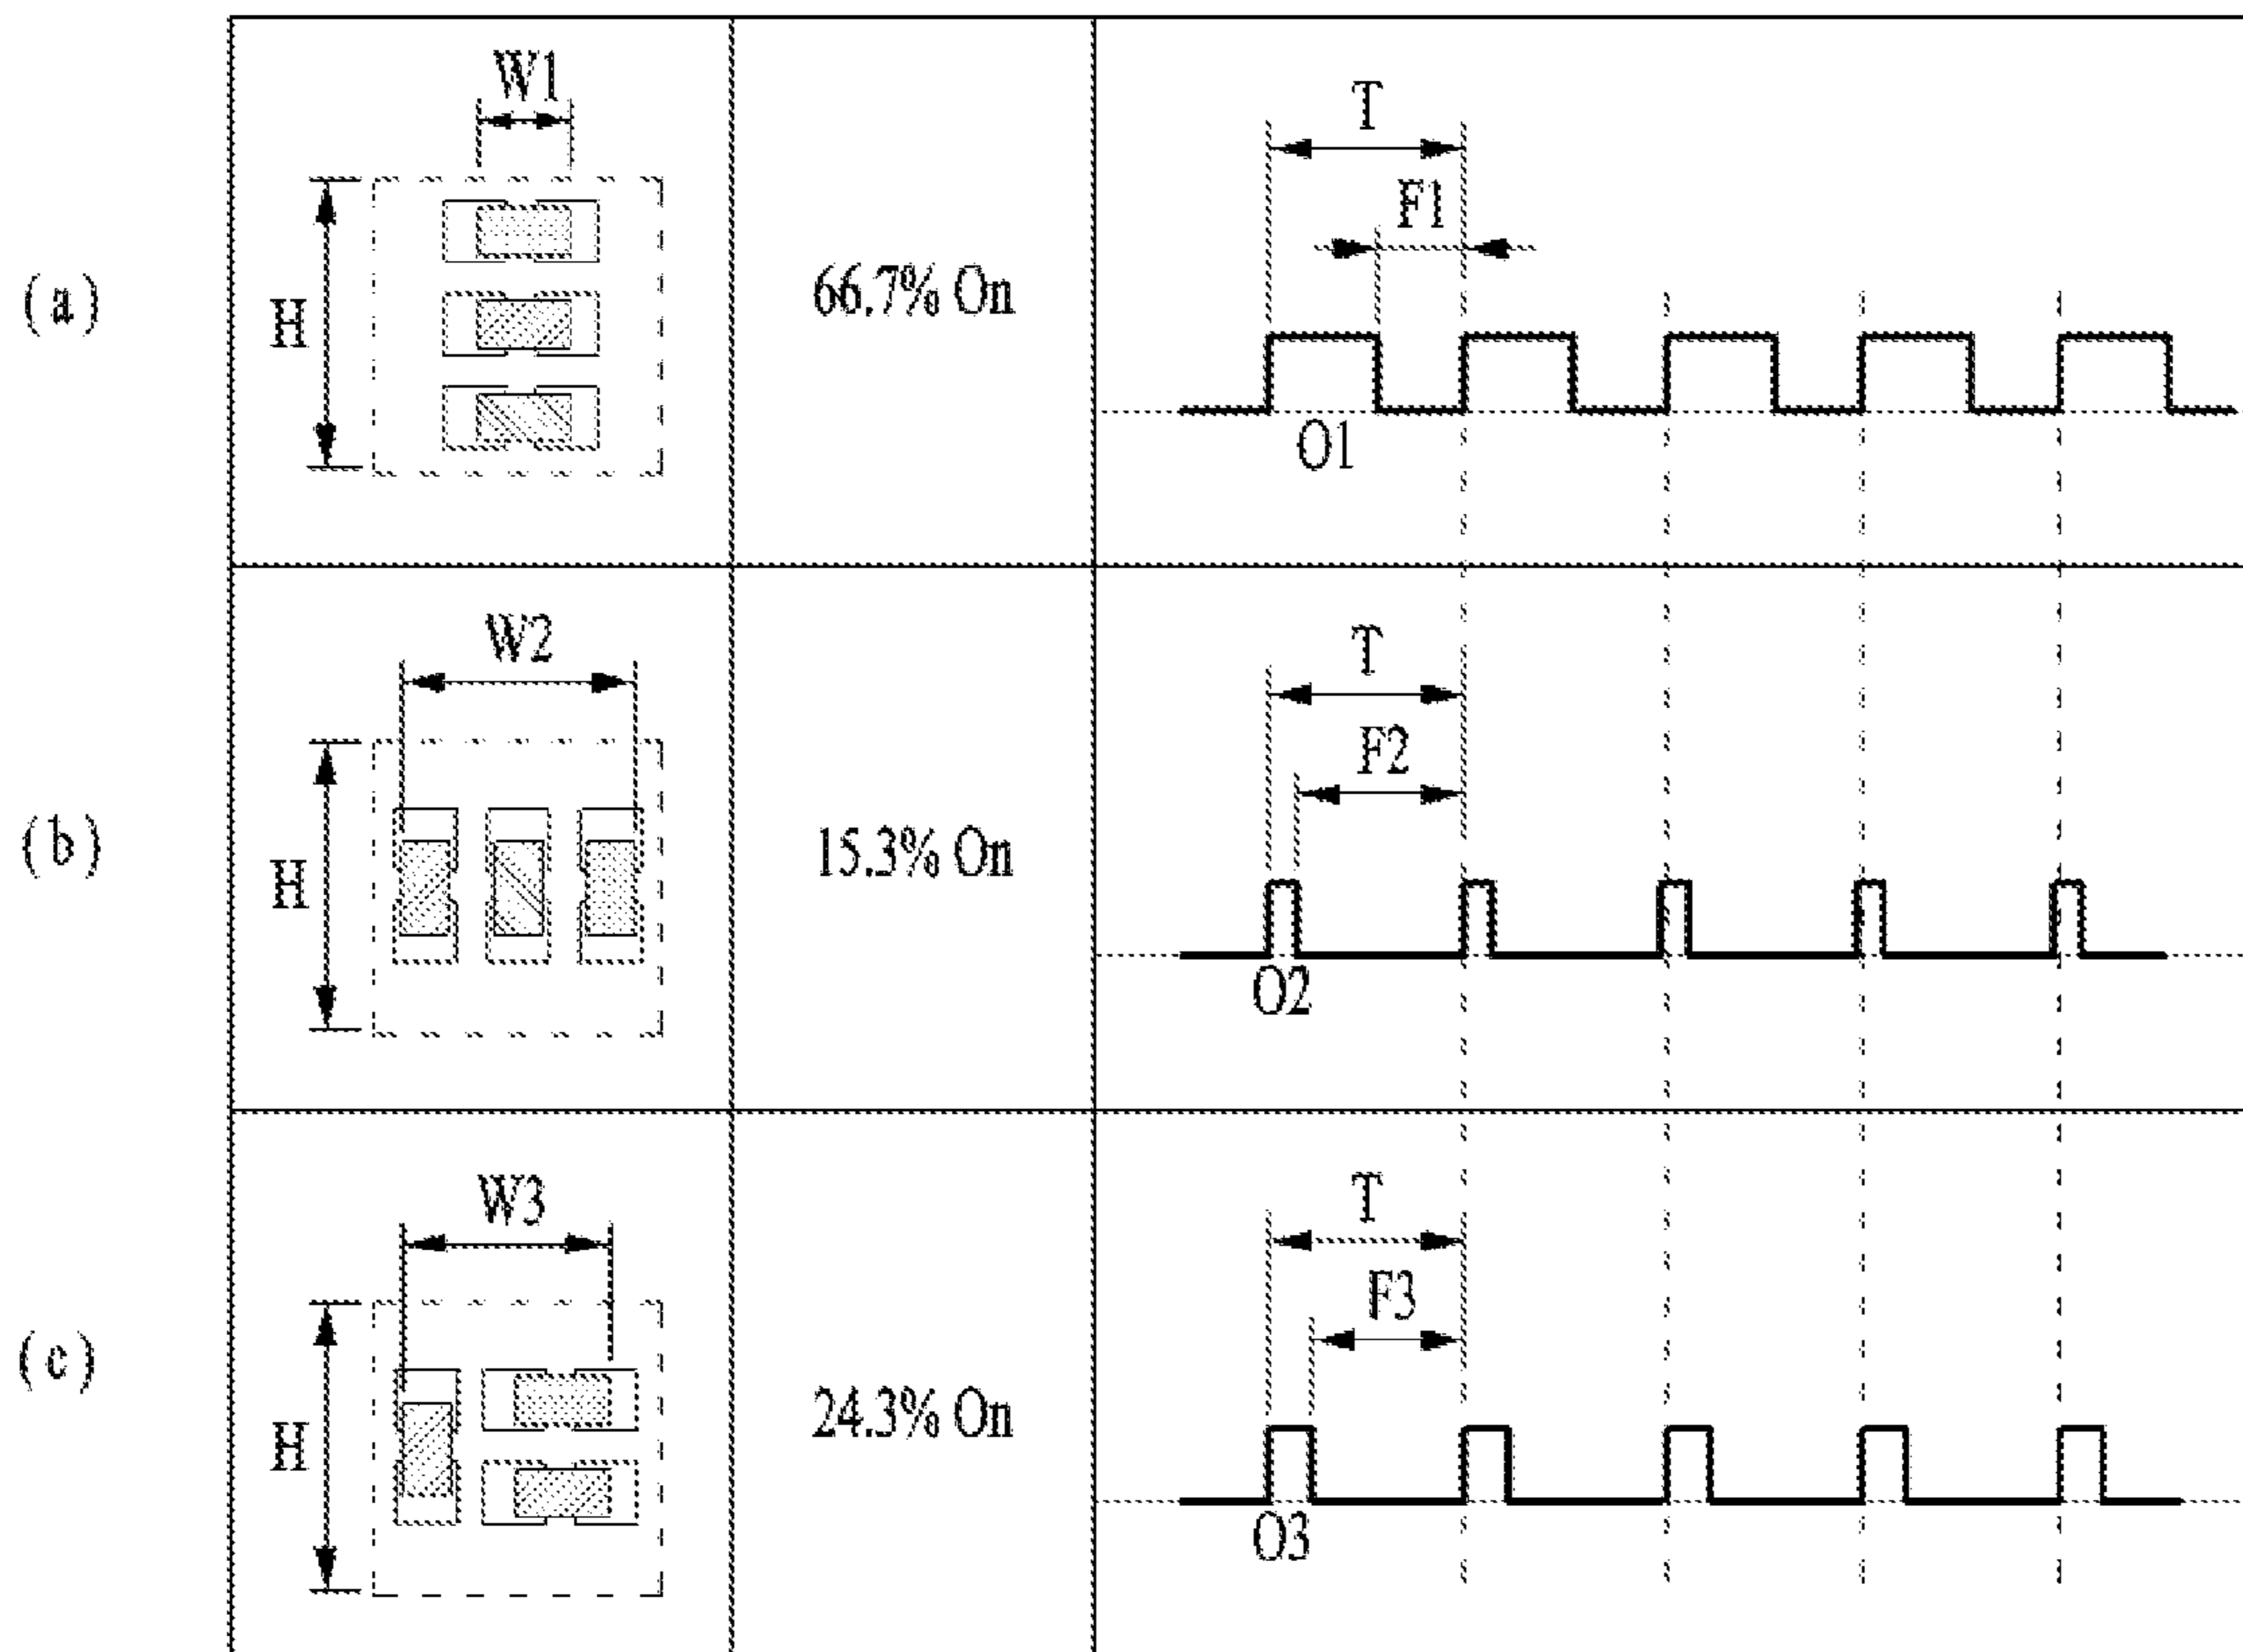 (a)
W1
H
66.7% On
T
F1
O1
(b)
W2
H
15.3% On
T
F2
O2
(c)
W3
H
24.3% On
T
F3
O3